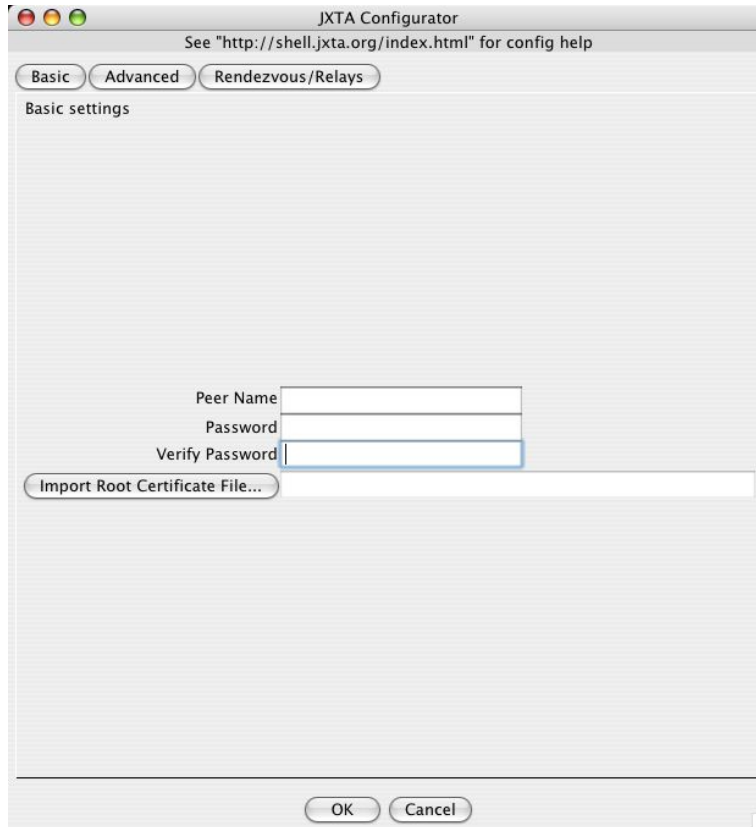 JXTA Configurator
See "http://shell.jxta.org/index.html" for config help
Basic Advanced Rendezvous/Relays
Basic settings
Peer Name
Password
Verify Password
Import Root Certificate File...
OK Cancel